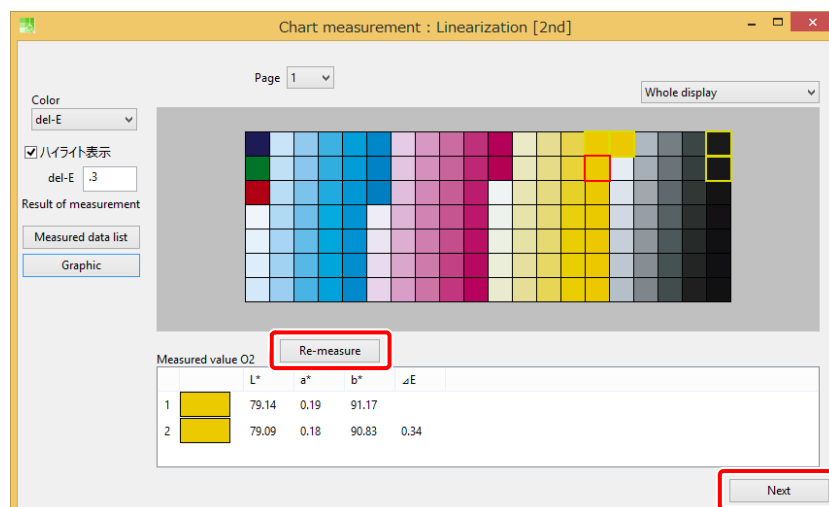 Chart measurement : Linearization [2nd]
Page 1
Whole display
Color
del-E
ハイライト表示
del-E .3
Result of measurement
Measured data list
Graphic
Measured value O2
Re-measure
L* a* b* ⊿E
1 79.14 0.19 91.17
2 79.09 0.18 90.83 0.34
Next